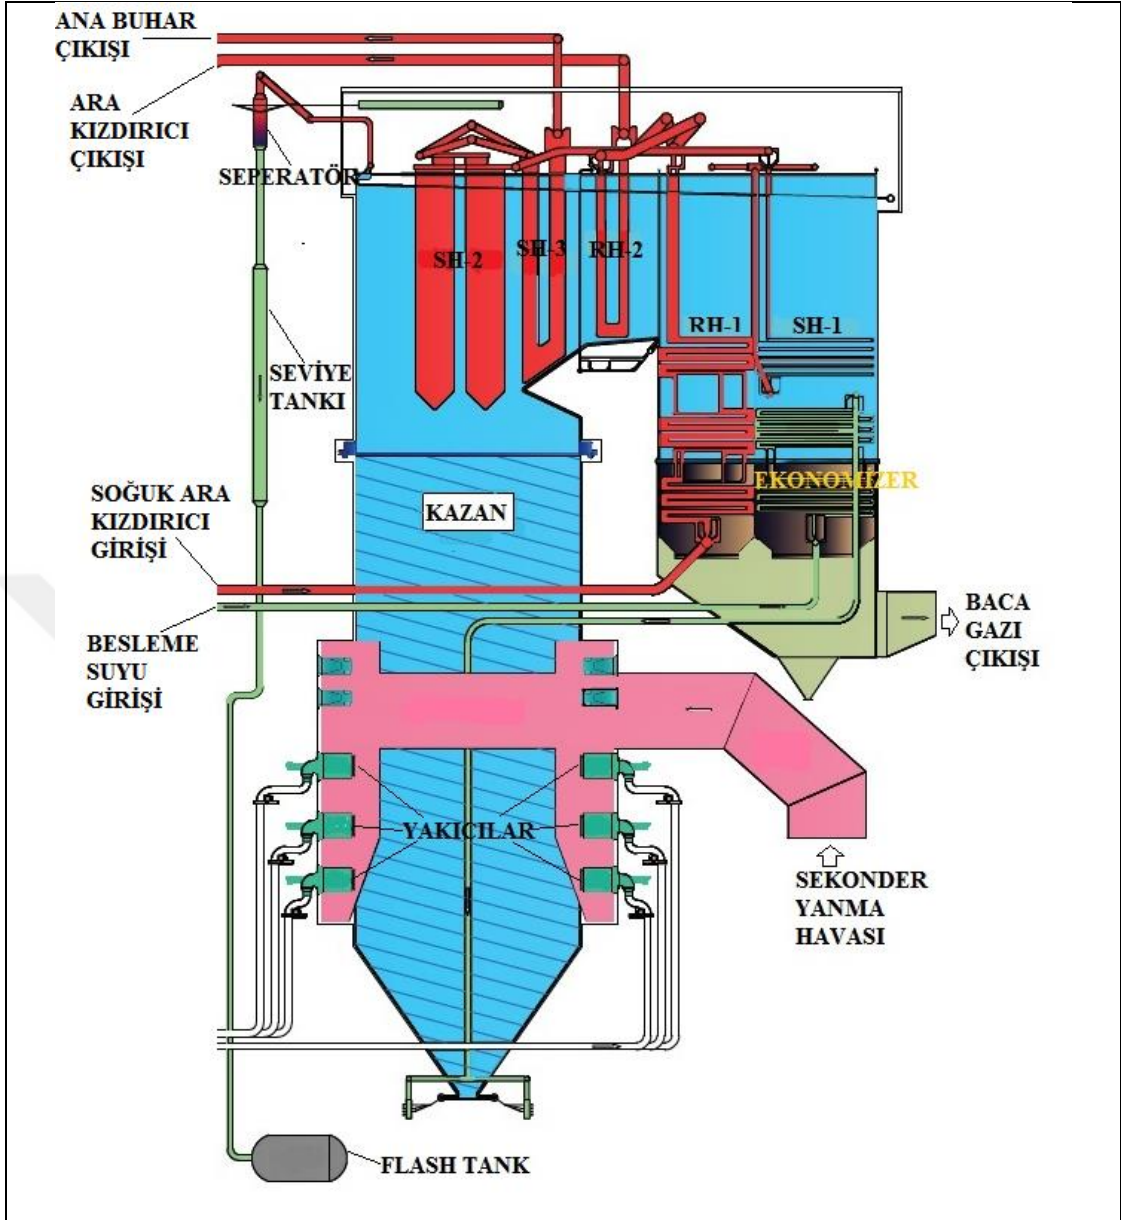 ANA BUHAR
ÇIKIŞI
ARA
KIZDIRICI
ÇIKIŞI
SEPERATÖR
SH-2
SH-3
RH-2
RH-1
SH-1
SEVİYE
TANKI
EKONOMİZER
SOĞUK ARA
KIZDIRICI
GİRİŞİ
KAZAN
BESLEME
SUYU
GİRİŞİ
BACA
GAZI
ÇIKIŞI
YAKICILAR
SEKONDER
YANMA
HAVASI
FLASH TANK